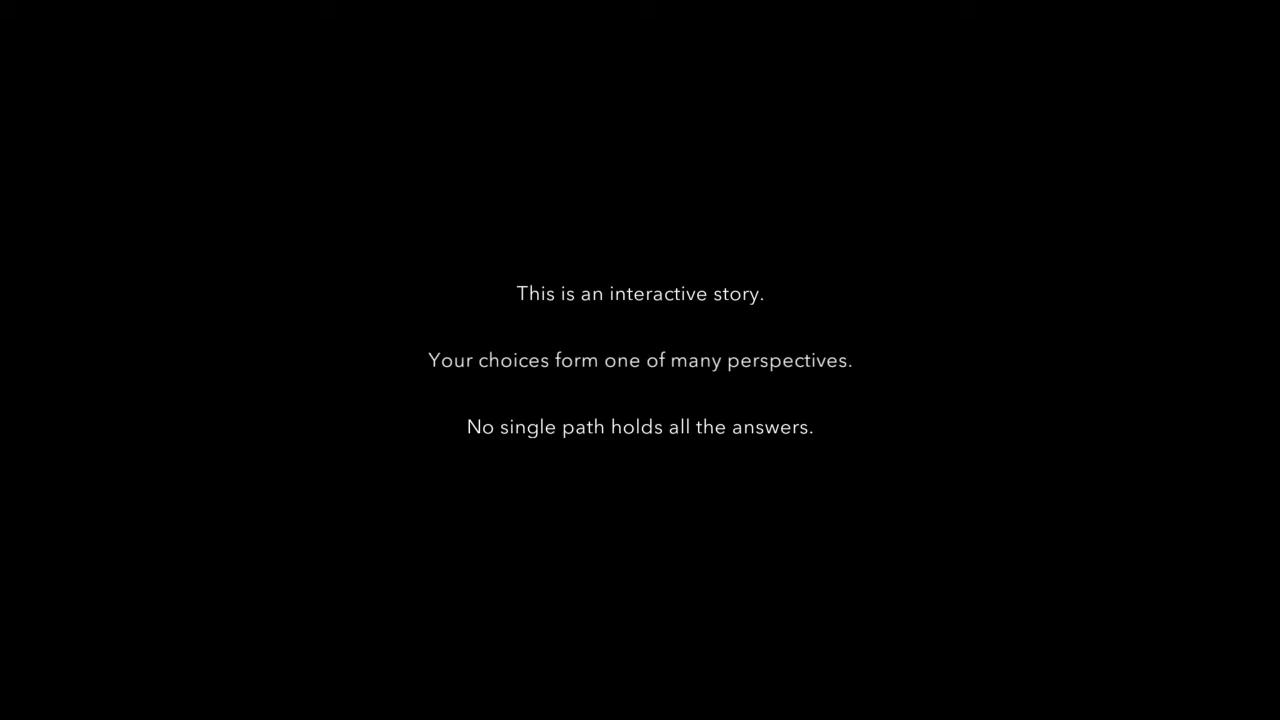 This is an interactive story.
Your choices form one of many perspectives.
No single path holds all the answers.